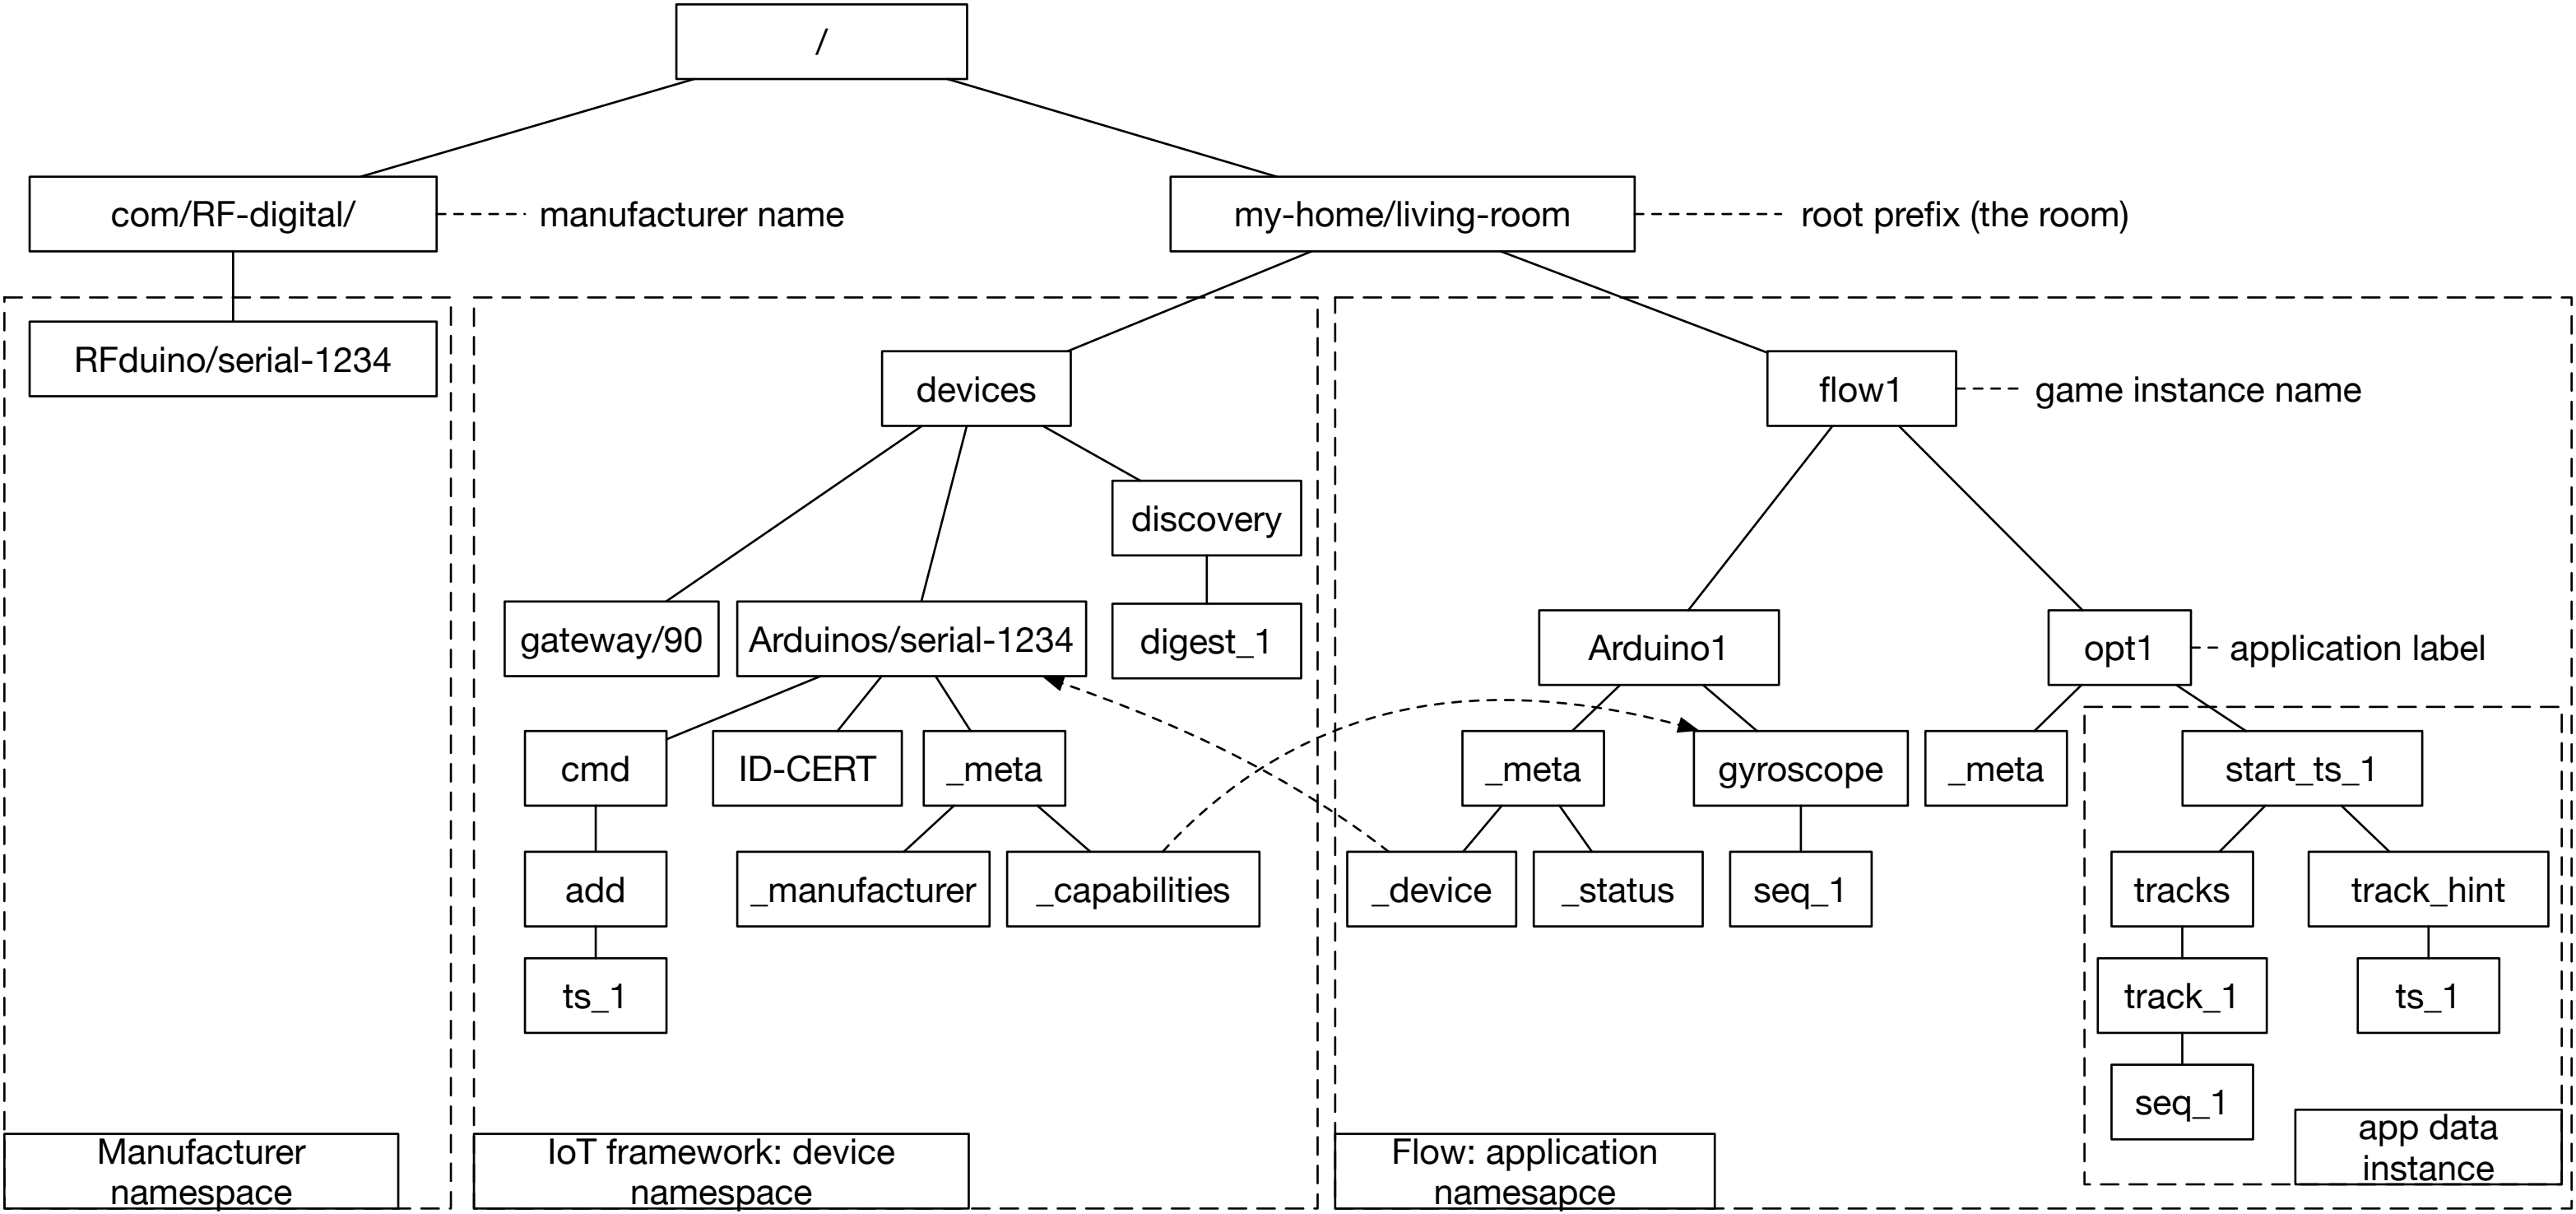 /
com/RF-digital/
manufacturer name
my-home/living-room
root prefix (the room)
RFduino/serial-1234
devices
flow1
game instance name
discovery
gateway/90
Arduinos/serial-1234
digest_1
Arduino1
opt1
application label
cmd
ID-CERT
_meta
_meta
gyroscope
_meta
start_ts_1
add
_manufacturer
_capabilities
_device
_status
seq_1
tracks
track_hint
ts_1
track_1
ts_1
seq_1
Manufacturer
namespace
IoT framework: device
namespace
Flow: application
namesapce
app data
instance